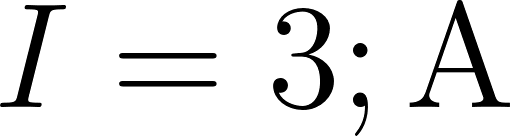 I = 3; A